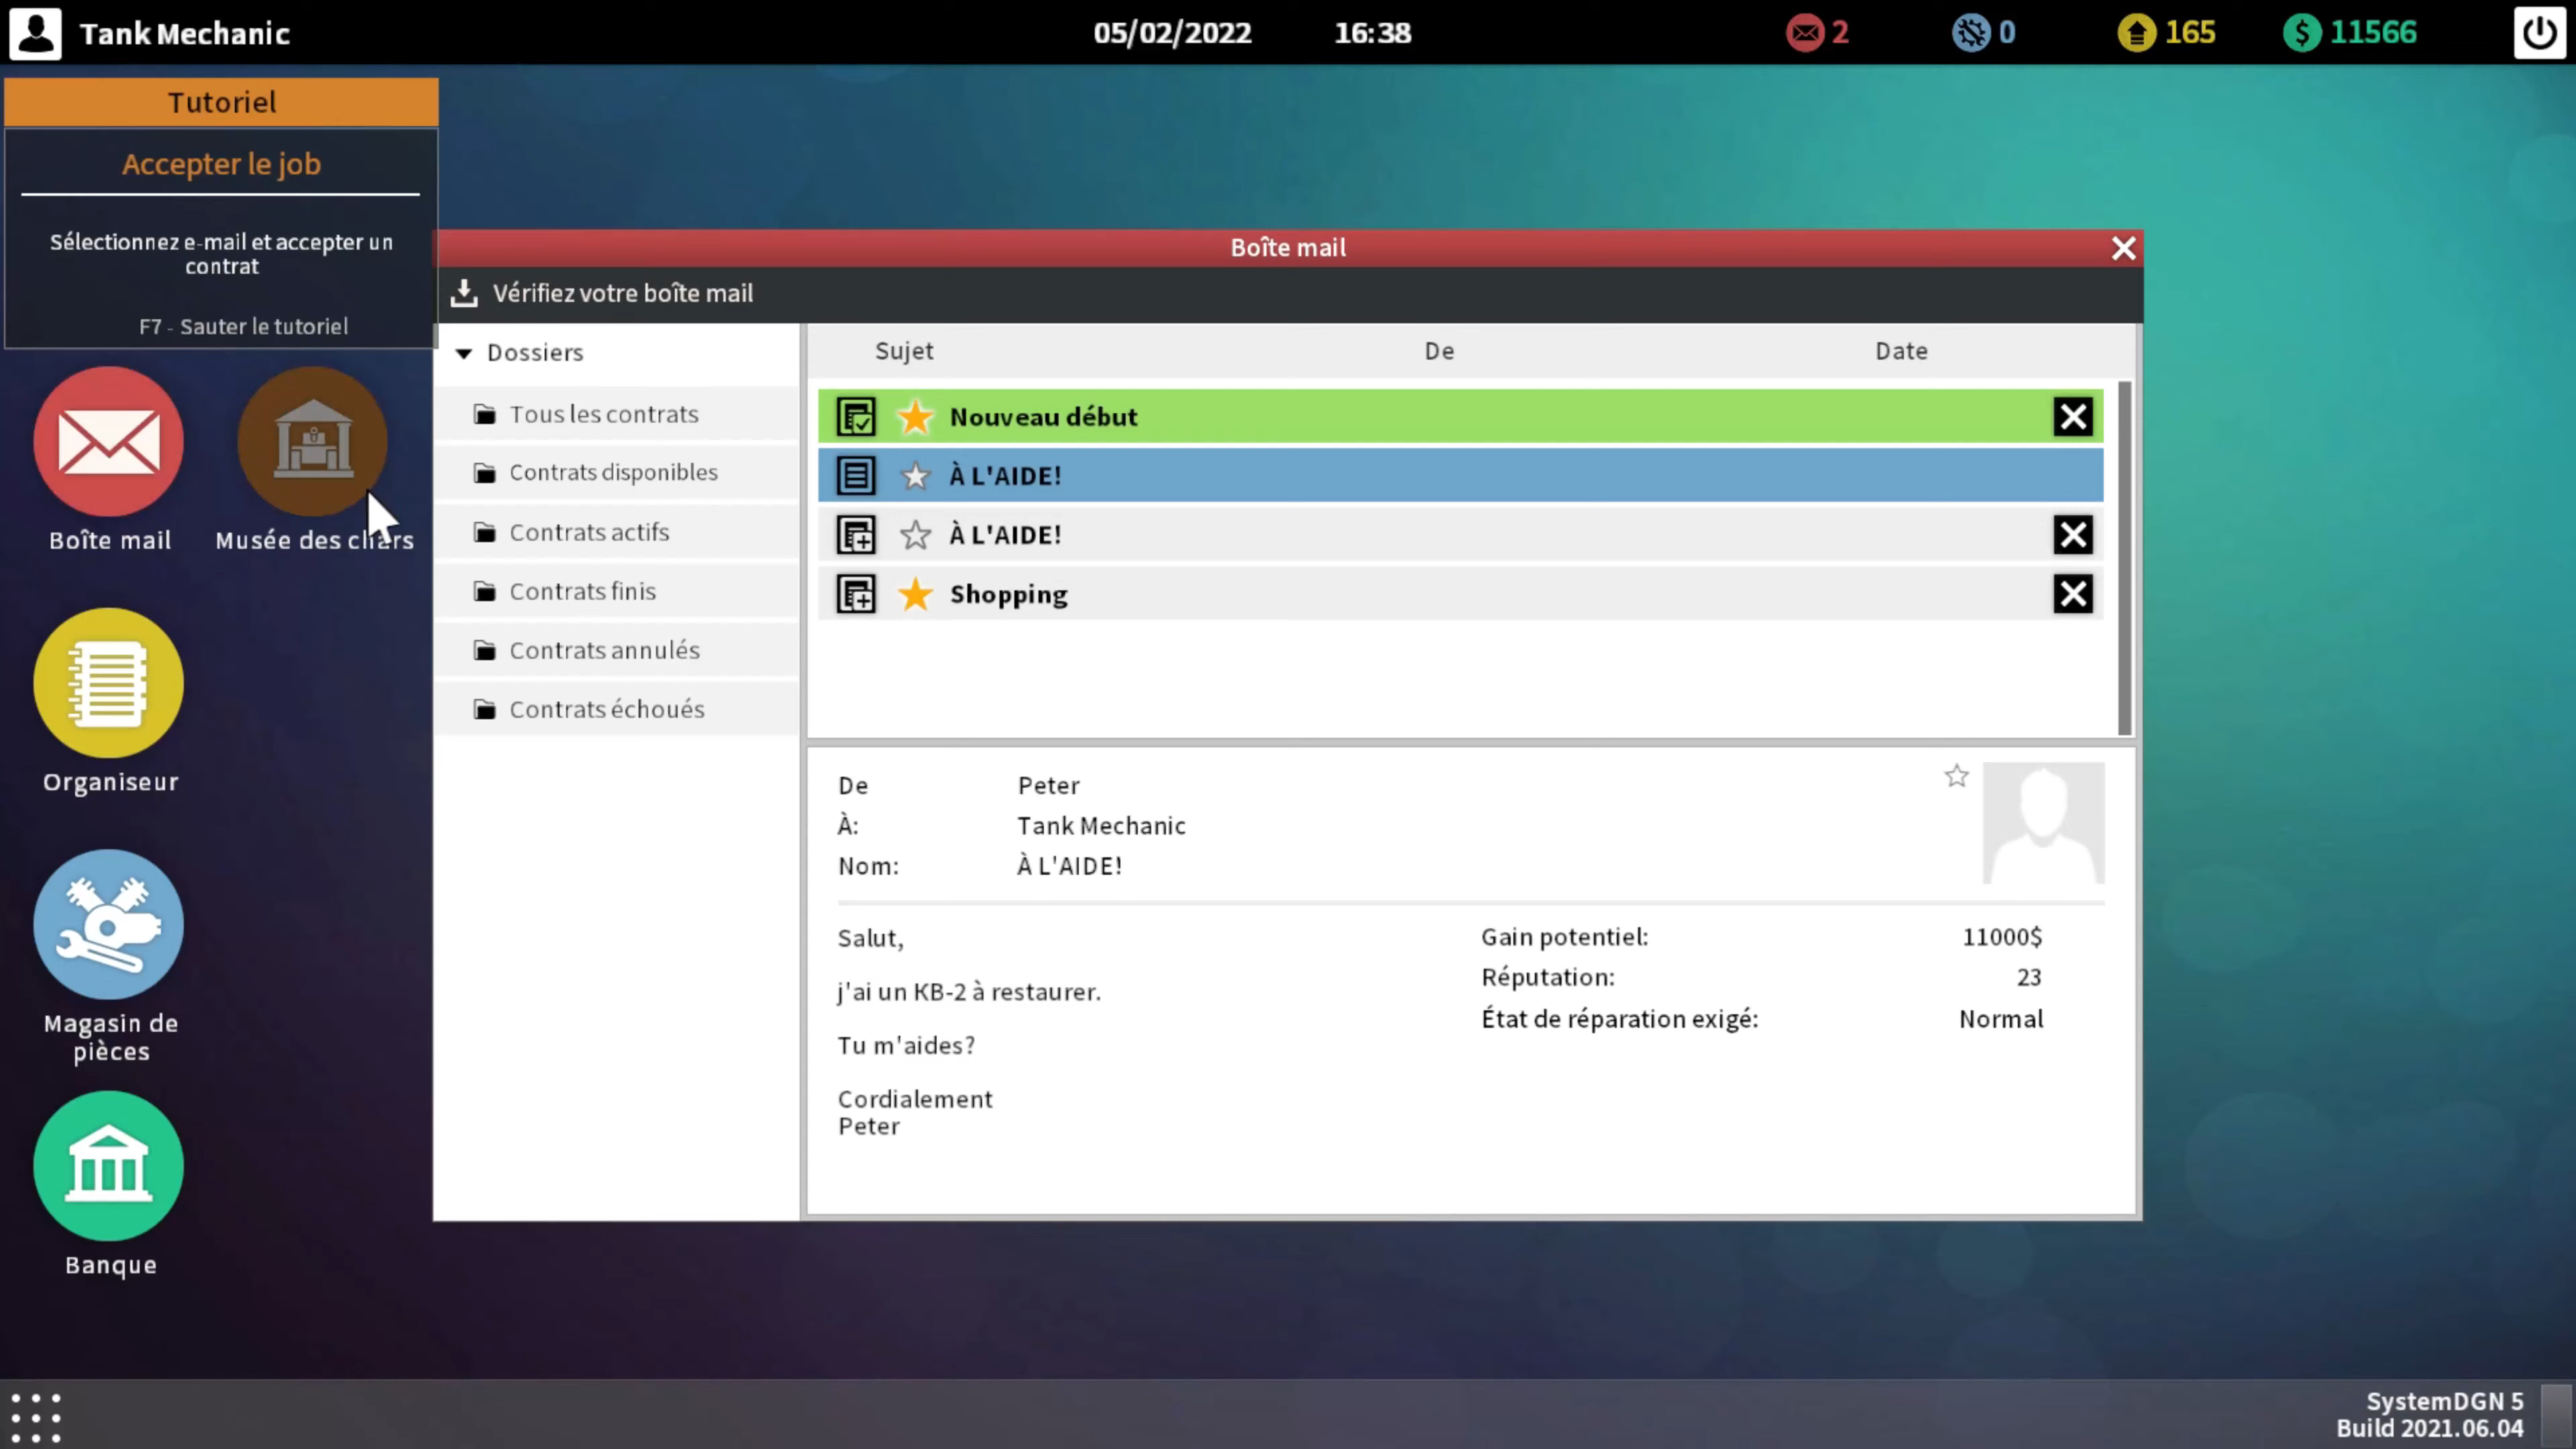 Tank Mechanic
05/02/2022
16:38
2
0
165
11566
Tutoriel
Accepter le job
Sélectionnez e-mail et accepter un
contrat
F7 - Sauter le tutoriel
Boîte mail
Musée des chars
Organiseur
Magasin de
pièces
Banque
Boîte mail
Vérifiez votre boîte mail
Dossiers
Tous les contrats
Contrats disponibles
Contrats actifs
Contrats finis
Contrats annulés
Contrats échoués
Sujet De Date
Nouveau début
À L'AIDE!
À L'AIDE!
Shopping
De Peter
À: Tank Mechanic
Nom: À L'AIDE!
Salut,
j'ai un KB-2 à restaurer.
Tu m'aides?
Cordialement
Peter
Gain potentiel: 11000$
Réputation: 23
État de réparation exigé: Normal
SystemDGN 5
Build 2021.06.04